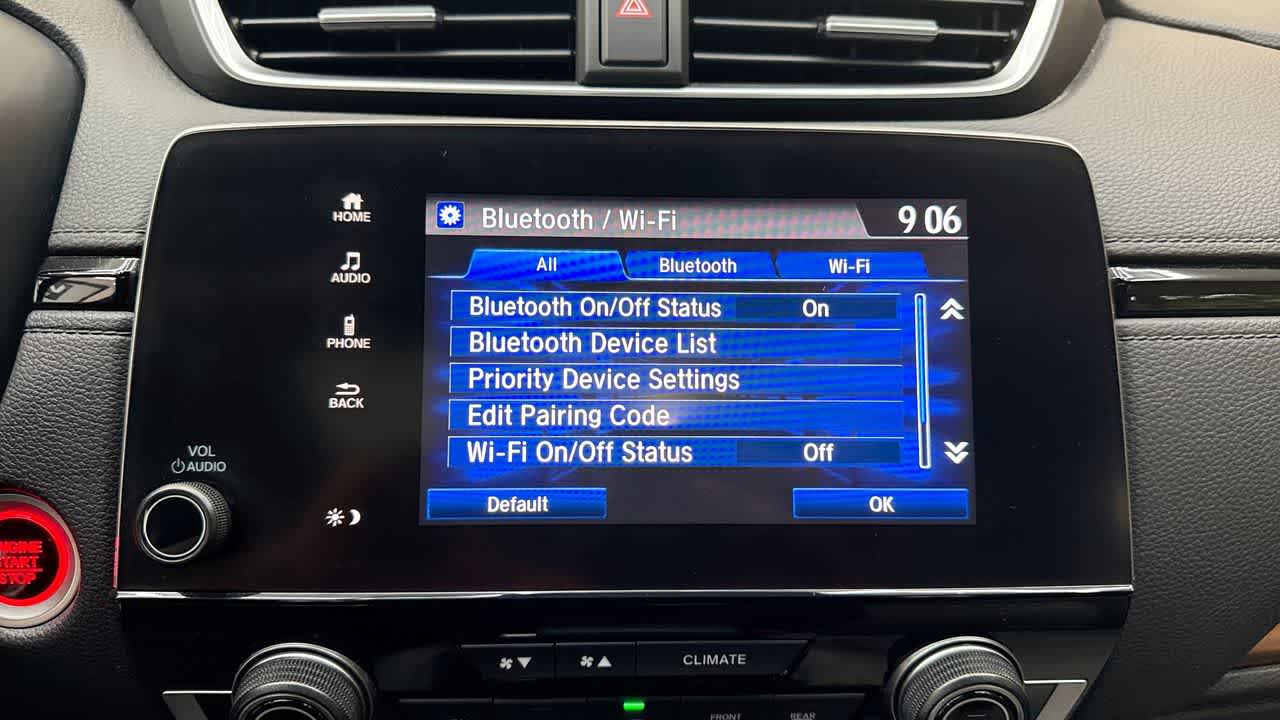 HOME
AUDIO
PHONE
BACK
VOL
AUDIO
Bluetooth / Wi-Fi
9 06
All
Bluetooth
Wi-Fi
Bluetooth On/Off Status
On
Bluetooth Device List
Priority Device Settings
Edit Pairing Code
Wi-Fi On/Off Status
Off
Default
OK
ENGINE
START
STOP
CLIMATE
FRONT
REAR